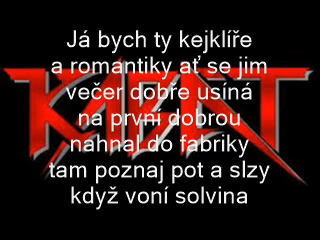 Já bych ty kejklíře
a romantiky ať se jim
večer dobře usíná
na první dobrou
nahnal do fabriky
tam poznaj pot a slzy
když voní solvina
KABÁT